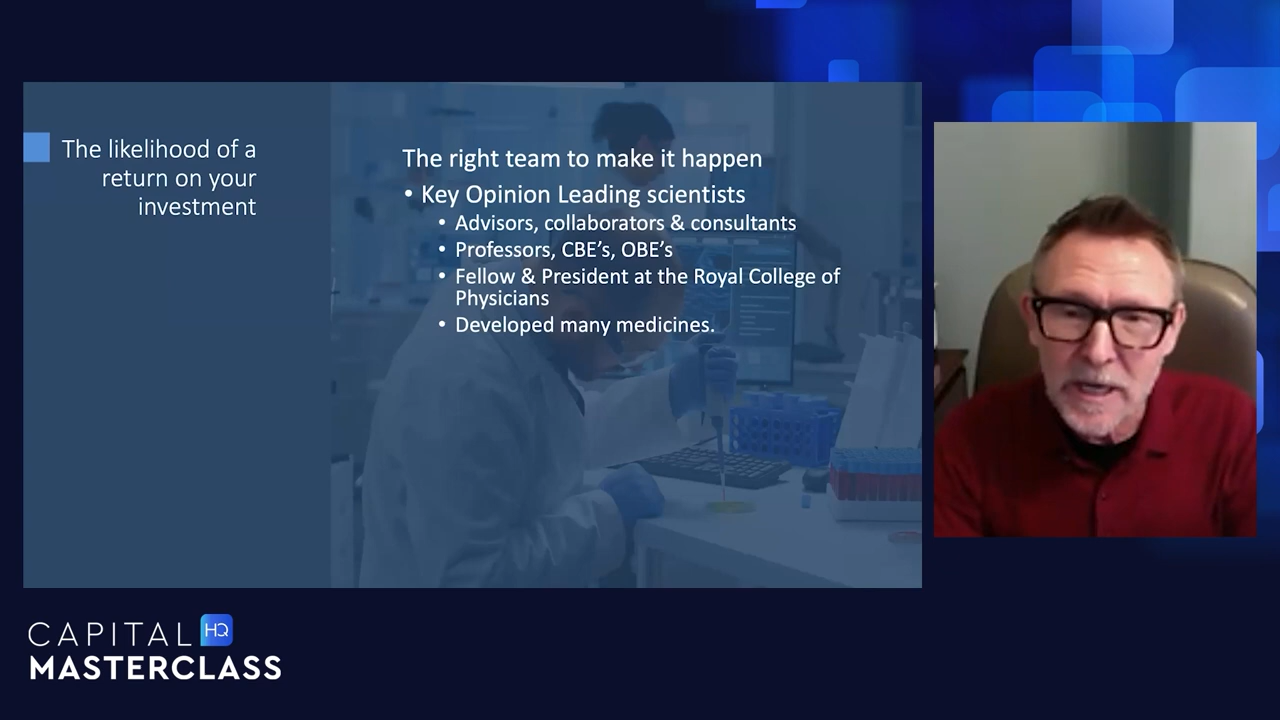 The likelihood of a
return on your
investment
The right team to make it happen
• Key Opinion Leading scientists
• Advisors, collaborators & consultants
• Professors, CBE’s, OBE’s
• Fellow & President at the Royal College of
Physicians
• Developed many medicines.
CAPITAL HQ
MASTERCLASS